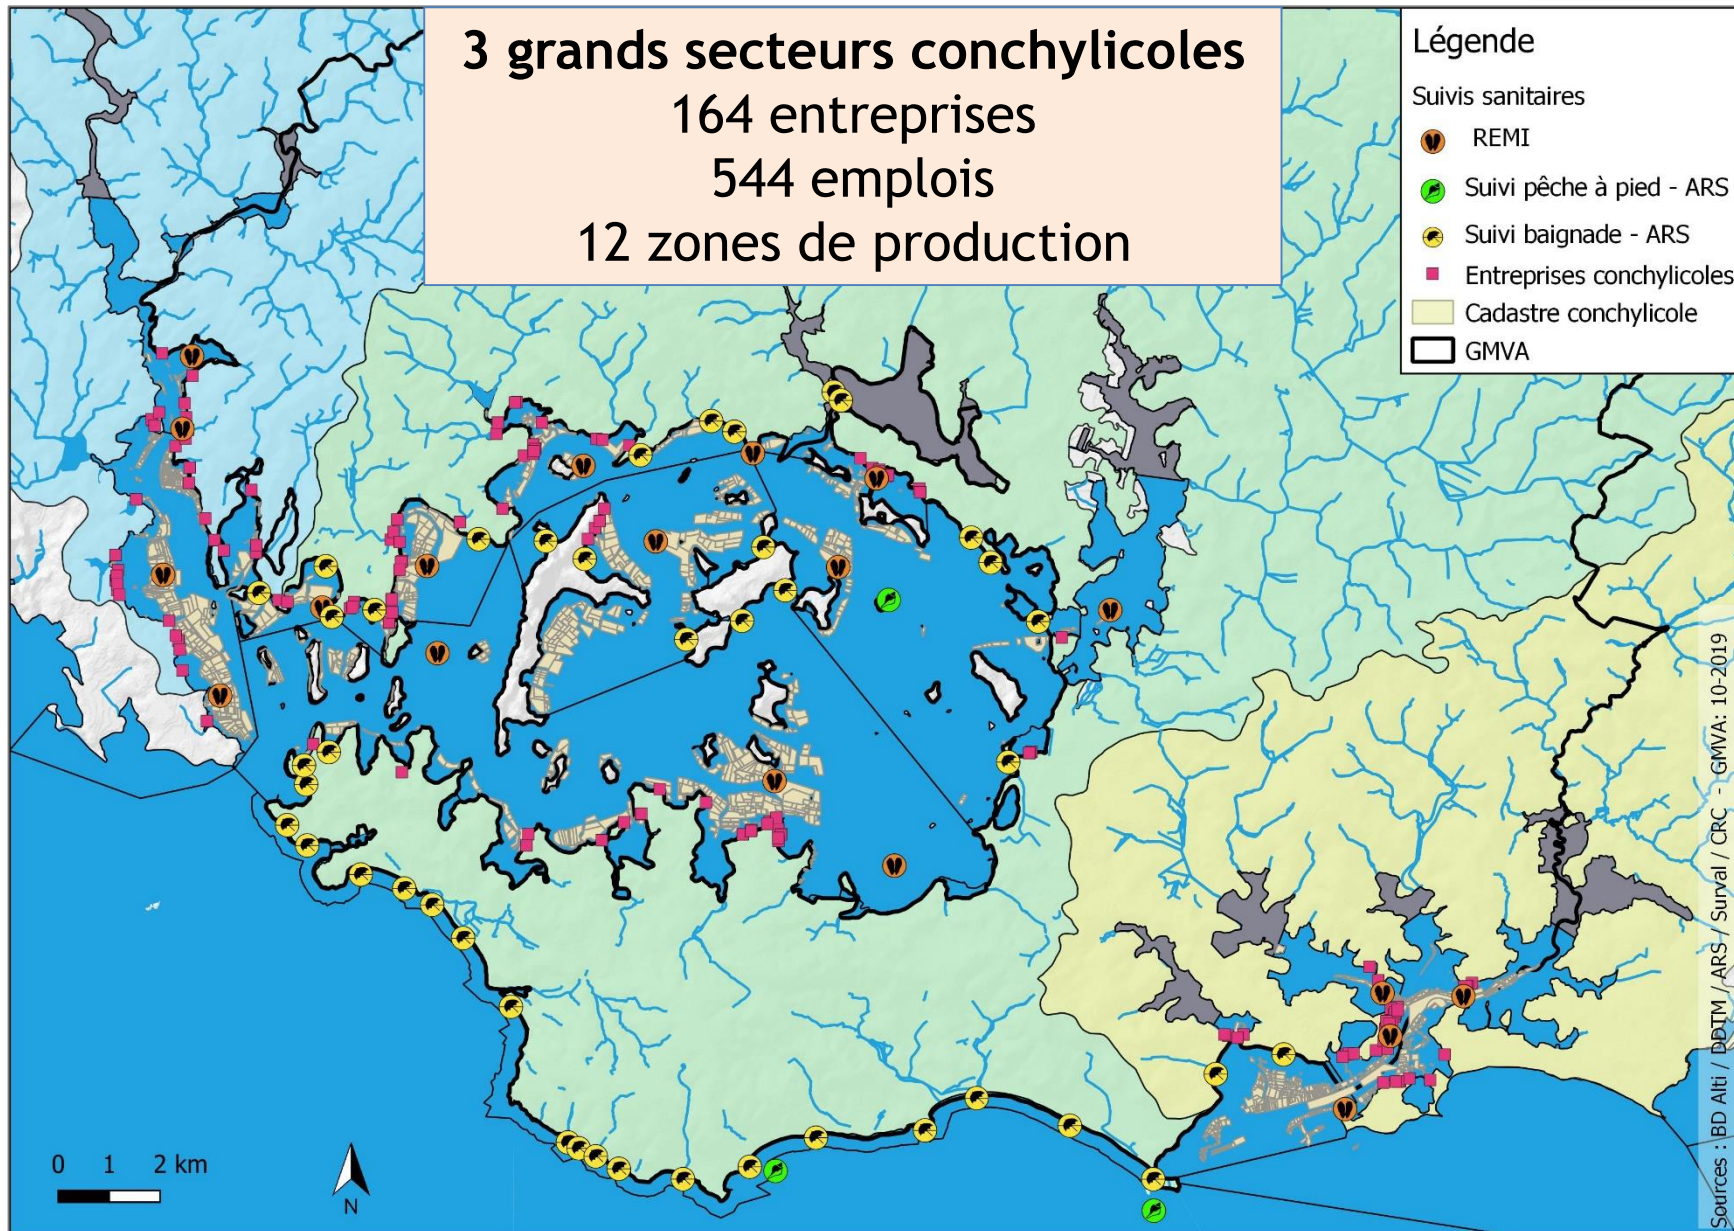 3 grands secteurs conchylicoles
164 entreprises
544 emplois
12 zones de production
Légende
Suivis sanitaires
REMI
Suivi pêche à pied - ARS
Suivi baignade - ARS
Entreprises conchylicoles
Cadastre conchylicole
GMVA
0 1 2 km
N
Sources : BD Alti / DDTM / ARS / Surval / CRC - GMVA: 10-2019